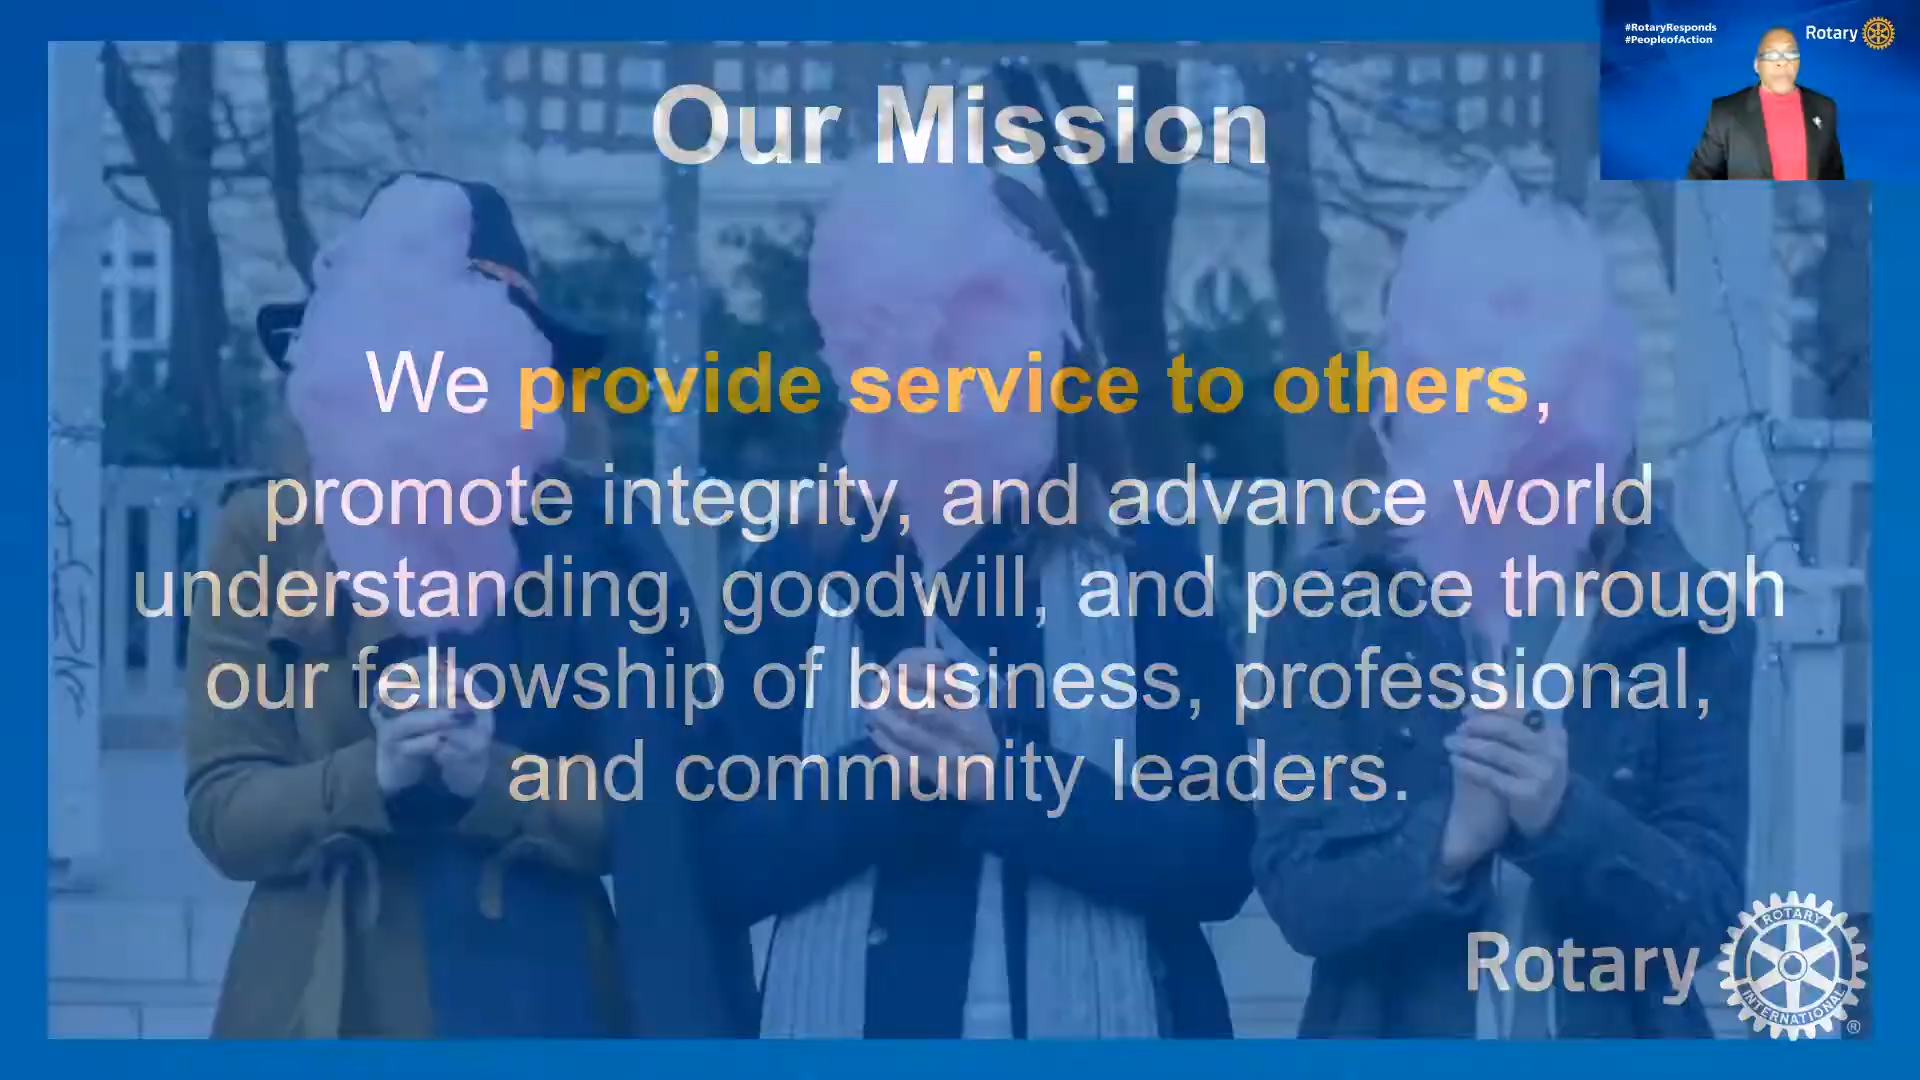 #RotaryResponds
#PeopleofAction
Rotary
Our Mission
We provide service to others,
promote integrity, and advance world
understanding, goodwill, and peace through
our fellowship of business, professional,
and community leaders.
Rotary
ROTARY
INTERNATIONAL
®